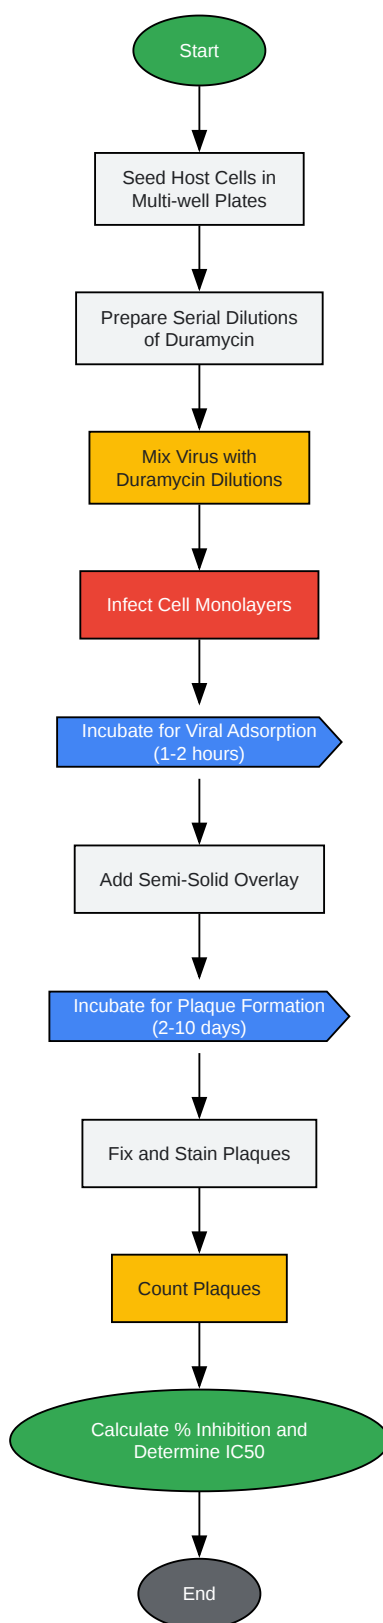 Start
Seed Host Cells in
Multi-well Plates
Prepare Serial Dilutions
of Duramycin
Mix Virus with
Duramycin Dilutions
Infect Cell Monolayers
Incubate for Viral Adsorption
(1-2 hours)
Add Semi-Solid Overlay
Incubate for Plaque Formation
(2-10 days)
Fix and Stain Plaques
Count Plaques
Calculate % Inhibition and
Determine IC50
End